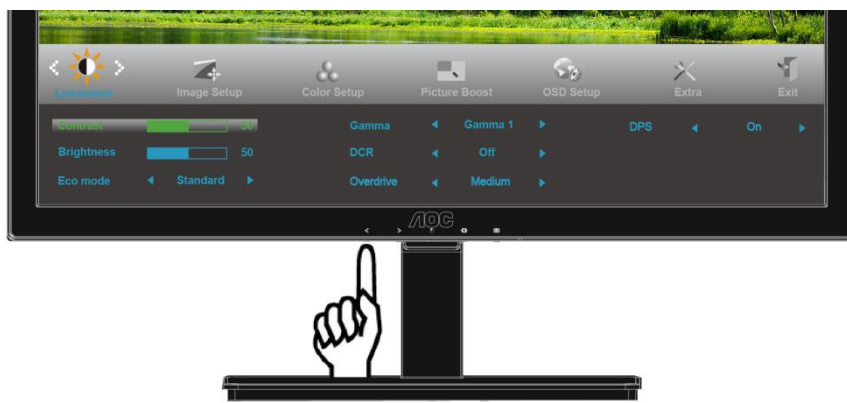 Luminance Image Setup Color Setup Picture Boost OSD Setup Extra Exit
Contrast 50 Gamma Gamma 1 DPS On
Brightness 50 DCR Off
Eco mode Standard Overdrive Medium
AOC